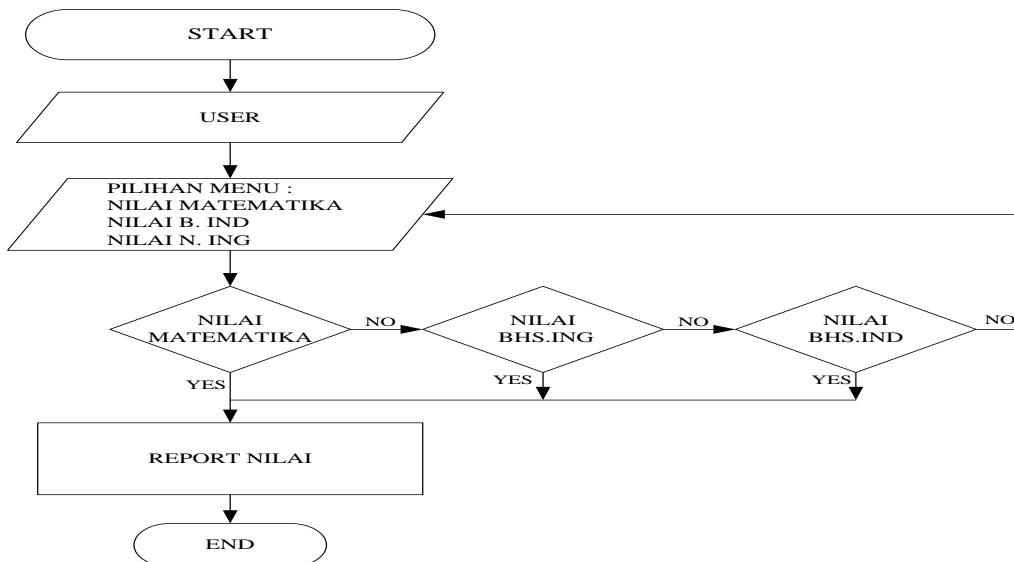 START
USER
PILIHAN MENU :
NILAI MATEMATIKA
NILAI B. IND
NILAI N. ING
NILAI
MATEMATIKA
NO
NILAI
BHS.ING
NO
NILAI
BHS.IND
NO
YES
YES
YES
REPORT NILAI
END